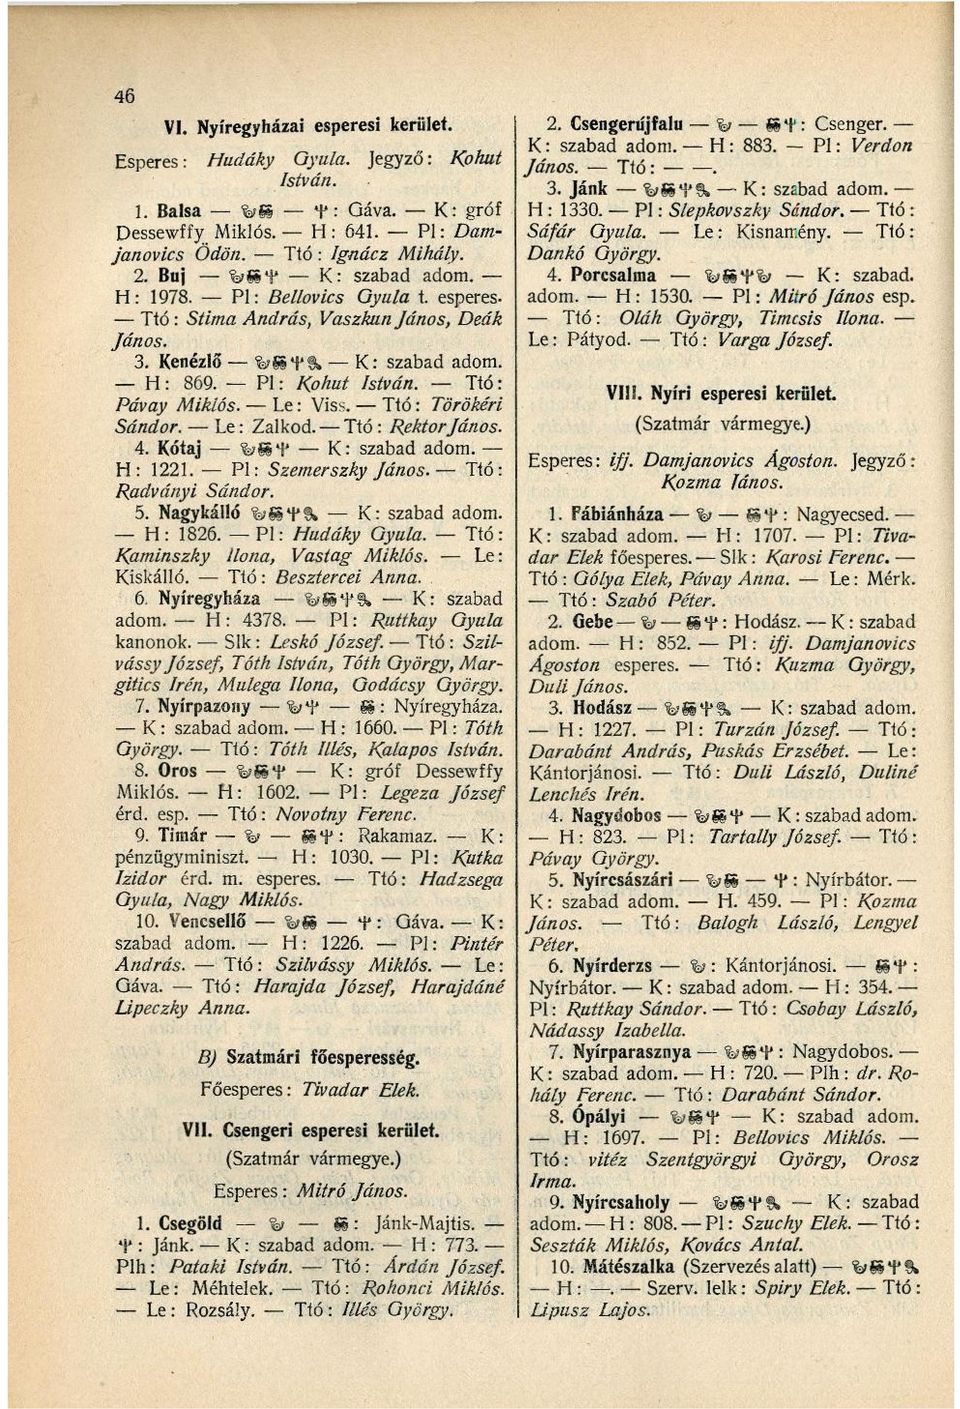 46
VI. Nyíregyházai esperesi kerület.
Esperes: Hudáky Gyula. Jegyző: Kohut
István.
1. Balsa — — : Gáva. — K: gróf
Dessewffy Miklós. — H: 641. — Pl: Dam-
janovics Ödön. — Ttó: Ignácz Mihály.
2. Buj — — K: szabad adom. —
H: 1978. — Pl: Bellovics Gyula t. esperes.
— Ttó: Stima András, Vaszkun János, Deák
János.
3. Kenézlő — — K: szabad adom.
— H: 869. — Pl: Kohut István. — Ttó:
Pávay Miklós. — Le: Viss. — Ttó: Törökéri
Sándor. — Le: Zalkod. — Ttó: Rektor János.
4. Kótaj — — K: szabad adom. —
H: 1221. — Pl: Szemerszky János. — Ttó:
Radványi Sándor.
5. Nagykálló — K: szabad adom.
— H: 1826. — Pl: Hudáky Gyula. — Ttó:
Kaminszky Ilona, Vastag Miklós. — Le:
Kiskálló. — Ttó: Besztercei Anna.
6. Nyíregyháza — — K: szabad
adom. — H: 4378. — Pl: Ruttkay Gyula
kanonok. — Slk: Leskó József. — Ttó: Szil-
vássy József, Tóth István, Tóth György, Mar-
gitics Irén, Mulega Ilona, Godácsy György.
7. Nyírpazony — — : Nyíregyháza.
— K: szabad adom. — H: 1660. — Pl: Tóth
György. — Ttó: Tóth Illés, Kalapos István.
8. Oros — — K: gróf Dessewffy
Miklós. — H: 1602. — Pl: Legeza József
érd. esp. — Ttó: Novotny Ferenc.
9. Timár — — : Rakamaz. — K:
pénzügyminiszt. — H: 1030. — Pl: Kutka
Izidor érd. m. esperes. — Ttó: Hadzsega
Gyula, Nagy Miklós.
10. Vencsellő — — : Gáva. — K:
szabad adom. — H: 1226. — Pl: Pintér
András. — Ttó: Szilvássy Miklós. — Le:
Gáva. — Ttó: Harajda József, Harajdáné
Lipeczky Anna.
B) Szatmári főesperesség.
Főesperes: Tivadar Elek.
VII. Csengeri esperesi kerület.
(Szatmár vármegye.)
Esperes: Mitró János.
1. Csegöld — — : Jánk-Majtis. —
: Jánk. — K: szabad adom. — H: 773. —
Plh: Pataki István. — Ttó: Árdán József.
— Le: Méhtelek. — Ttó: Rohonci Miklós.
— Le: Rozsály. — Ttó: Illés György.
2. Csengerújfalu — — : Csenger. —
K: szabad adom. — H: 883. — Pl: Verdon
János. — Ttó: — —.
3. Jánk — — K: szabad adom. —
H: 1330. — Pl: Slepkovszky Sándor. — Ttó:
Sáfár Gyula. — Le: Kisnamény. — Ttó:
Dankó György.
4. Porcsalma — — K: szabad.
adom. — H: 1530. — Pl: Mitró János esp.
— Ttó: Oláh György, Timcsis Ilona. —
Le: Pátyod. — Ttó: Varga József.
VIII. Nyíri esperesi kerület.
(Szatmár vármegye.)
Esperes: ifj. Damjanovics Ágoston. Jegyző:
Kozma János.
1. Fábiánháza — — : Nagyecsed. —
K: szabad adom. — H: 1707. — Pl: Tiva-
dar Elek főesperes. — Slk: Karosi Ferenc. —
Ttó: Gólya Elek, Pávay Anna. — Le: Mérk.
— Ttó: Szabó Péter.
2. Gebe — — : Hodász. — K: szabad
adom. — H: 852. — Pl: ifj. Damjanovics
Ágoston esperes. — Ttó: Kuzma György,
Duli János.
3. Hodász — — K: szabad adom.
— H: 1227. — Pl: Turzán József. — Ttó:
Darabánt András, Puskás Erzsébet. — Le:
Kántorjánosi. — Ttó: Duli László, Duliné
Lenchés Irén.
4. Nagydobos — — K: szabad adom.
— H: 823. — Pl: Tartally József. — Ttó:
Pávay György.
5. Nyírcsászári — — : Nyírbátor. —
K: szabad adom. — H. 459. — Pl: Kozma
János. — Ttó: Balogh László, Lengyel
Péter.
6. Nyírderzs — : Kántorjánosi. — :
Nyírbátor. — K: szabad adom. — H: 354. —
Pl: Ruttkay Sándor. — Ttó: Csobay László,
Nádassy Izabella.
7. Nyírparasznya — : Nagydobos. —
K: szabad adom. — H: 720. — Plh: dr. Ro-
hály Ferenc. — Ttó: Darabánt Sándor.
8. Ópályi — — K: szabad adom.
— H: 1697. — Pl: Bellovics Miklós. —
Ttó: vitéz Szentgyörgyi György, Orosz
Irma.
9. Nyírcsaholy — — K: szabad
adom. — H: 808. — Pl: Szuchy Elek. — Ttó:
Seszták Miklós, Kovács Antal.
10. Mátészalka (Szervezés alatt) —
— H: —. — Szerv. lelk: Spiry Elek. — Ttó:
Lipusz Lajos.